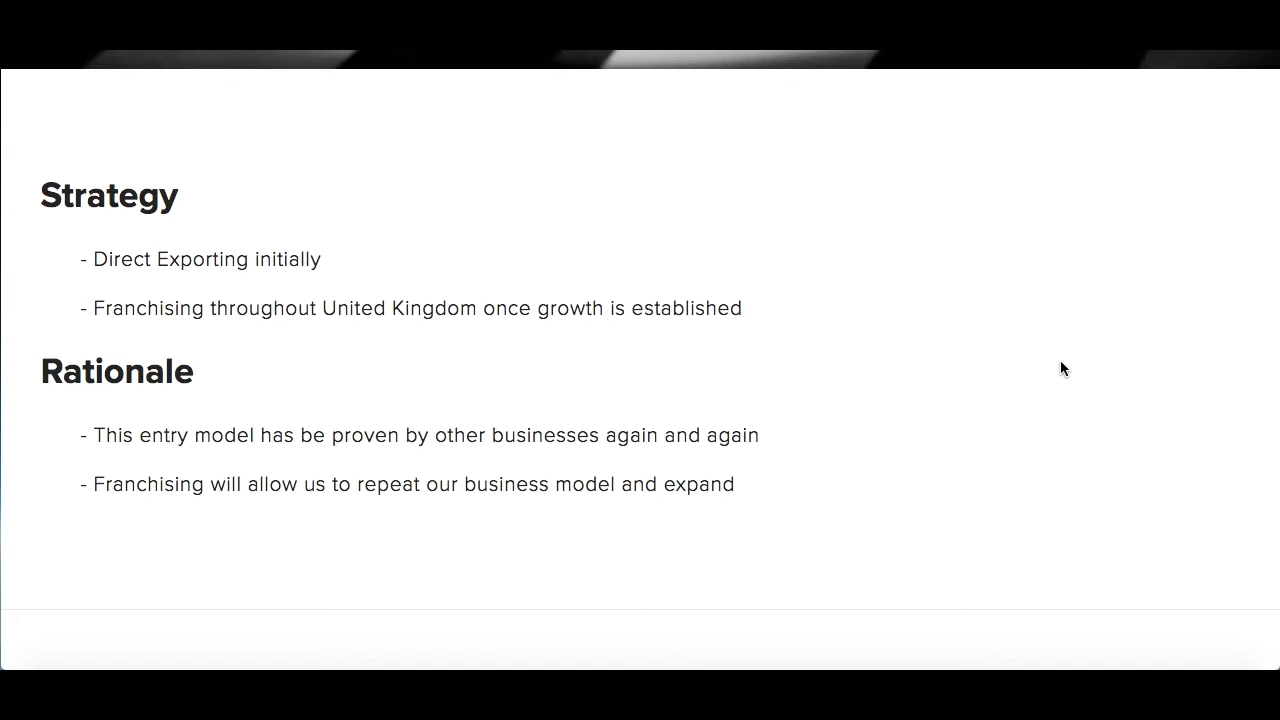 Strategy
- Direct Exporting initially
- Franchising throughout United Kingdom once growth is established
Rationale
- This entry model has be proven by other businesses again and again
- Franchising will allow us to repeat our business model and expand